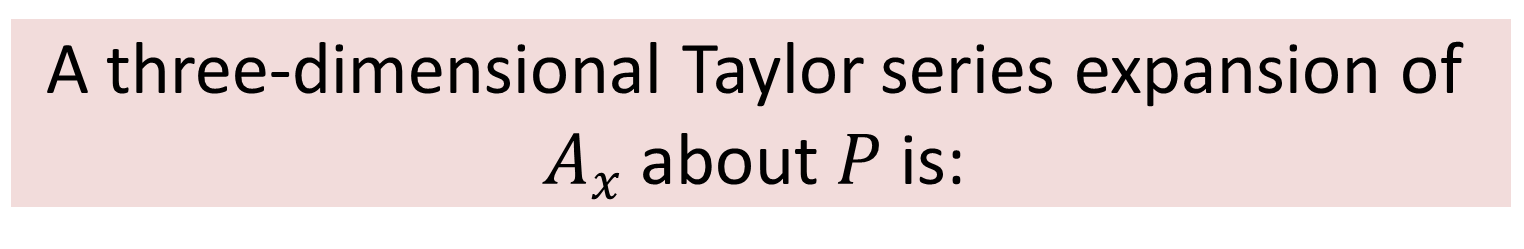 A three-dimensional Taylor series expansion of
Aₓ about P is: